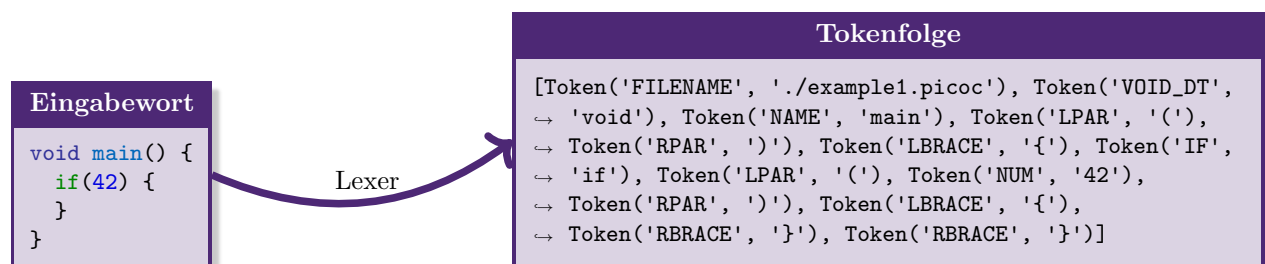 Eingabewort
void main() {
  if(42) {
  }
}
Lexer
Tokenfolge
[Token('FILENAME', './example1.picoc'), Token('VOID_DT',
↪ 'void'), Token('NAME', 'main'), Token('LPAR', '('),
↪ Token('RPAR', ')'), Token('LBRACE', '{'), Token('IF',
↪ 'if'), Token('LPAR', '('), Token('NUM', '42'),
↪ Token('RPAR', ')'), Token('LBRACE', '{'),
↪ Token('RBRACE', '}'), Token('RBRACE', '}')]